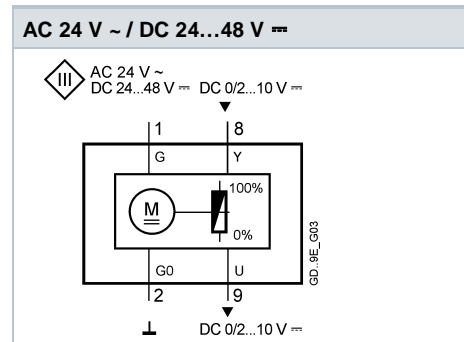 AC 24 V ~ / DC 24…48 V ⎓
III
AC 24 V ~
DC 24...48 V ⎓ DC 0/2...10 V ⎓
1 8
G Y
100%
M
0%
G0 U
2 9
DC 0/2...10 V ⎓
GD..9E_G03